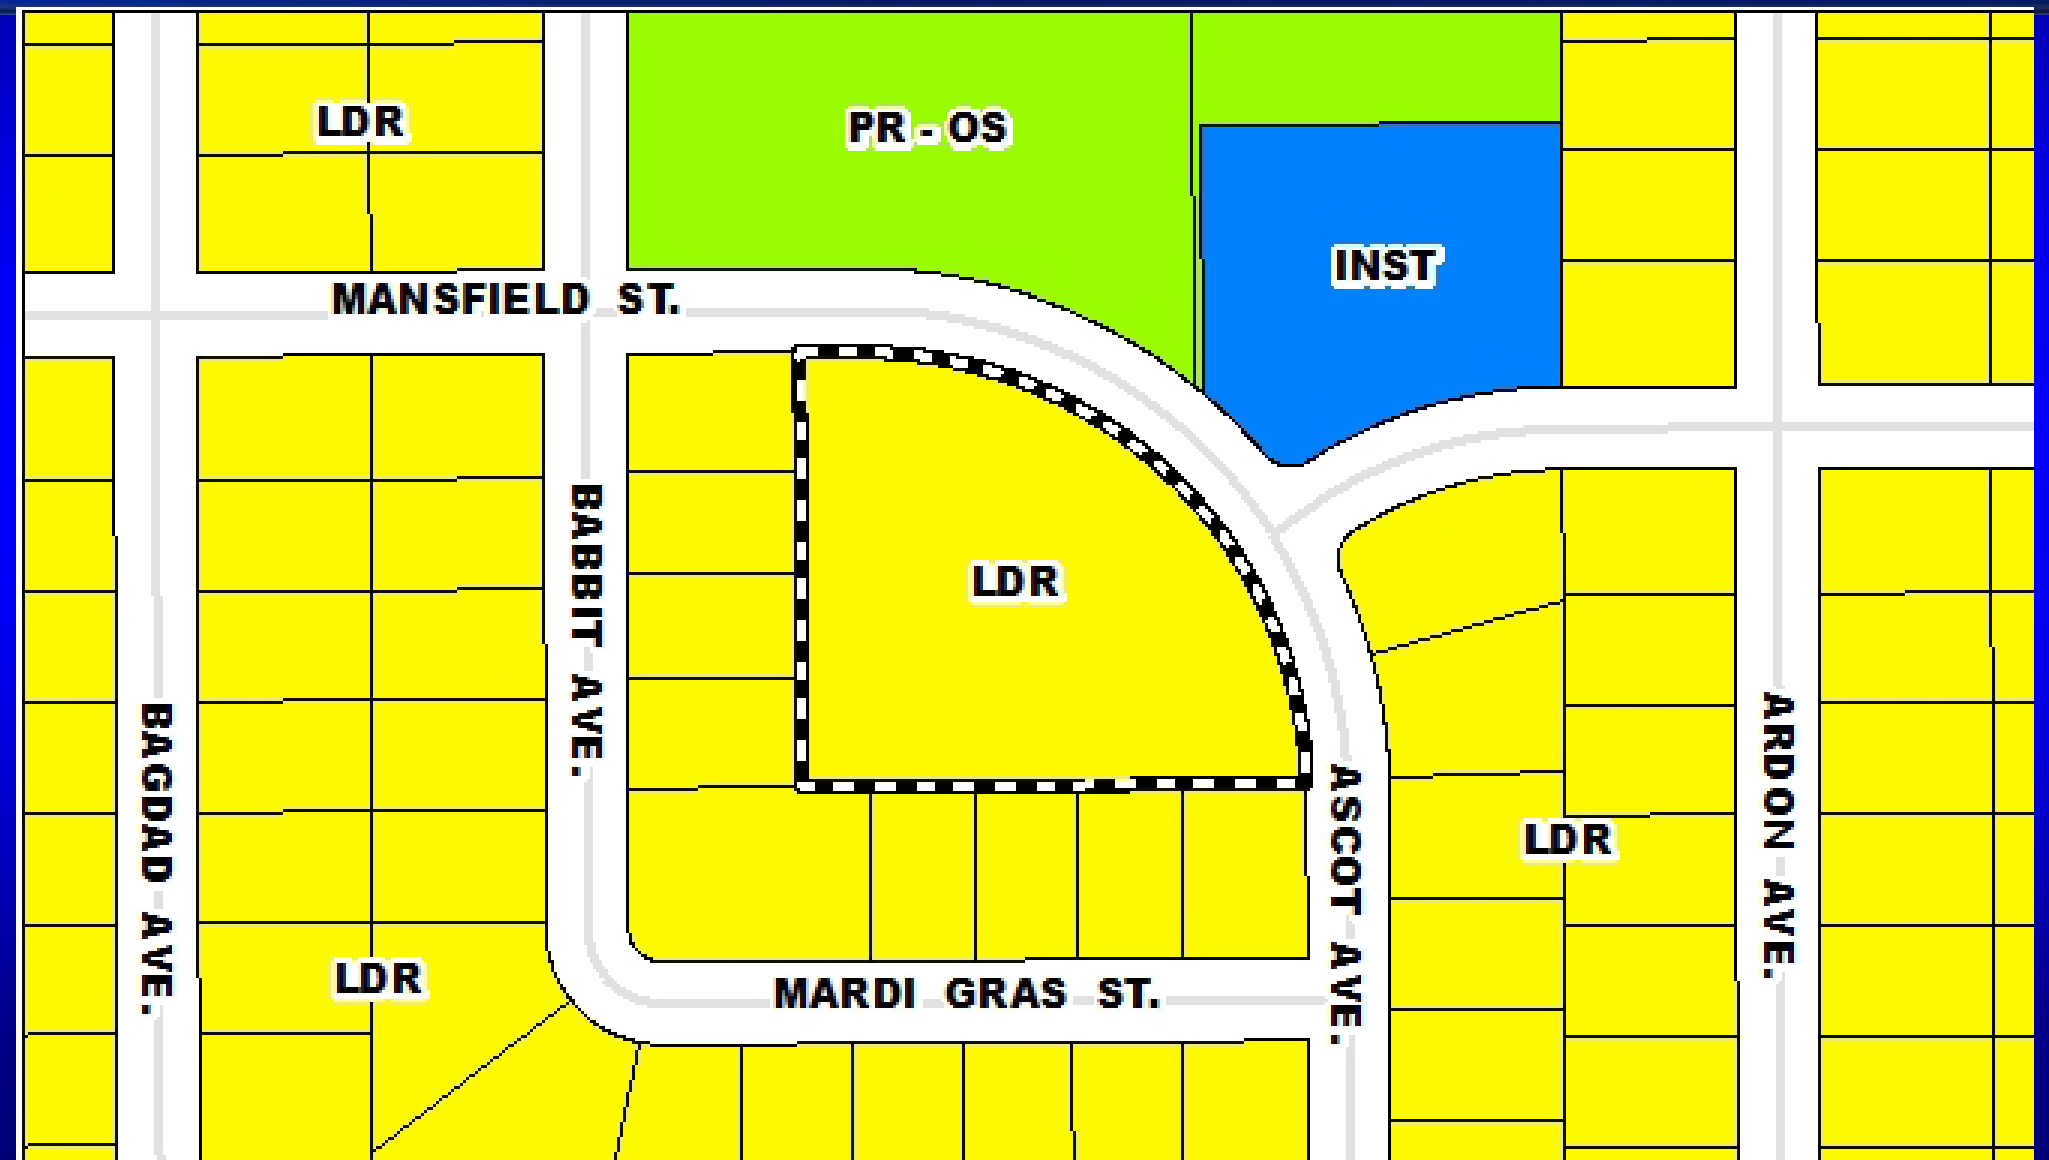 LDR
PR - OS
INST
MANSFIELD ST.
BABBIT AVE.
LDR
BAGDAD AVE.
ASCOT AVE.
ARDON AVE.
LDR
LDR
MARDI GRAS ST.